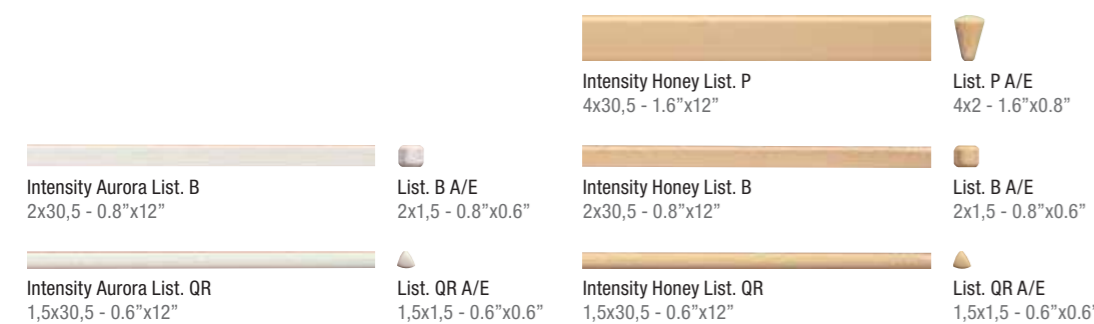 Intensity Honey List. P
4x30,5 - 1.6”x12”
List. P A/E
4x2 - 1.6”x0.8”
Intensity Aurora List. B
2x30,5 - 0.8”x12”
List. B A/E
2x1,5 - 0.8”x0.6”
Intensity Honey List. B
2x30,5 - 0.8”x12”
List. B A/E
2x1,5 - 0.8”x0.6”
Intensity Aurora List. QR
1,5x30,5 - 0.6”x12”
List. QR A/E
1,5x1,5 - 0.6”x0.6”
Intensity Honey List. QR
1,5x30,5 - 0.6”x12”
List. QR A/E
1,5x1,5 - 0.6”x0.6”